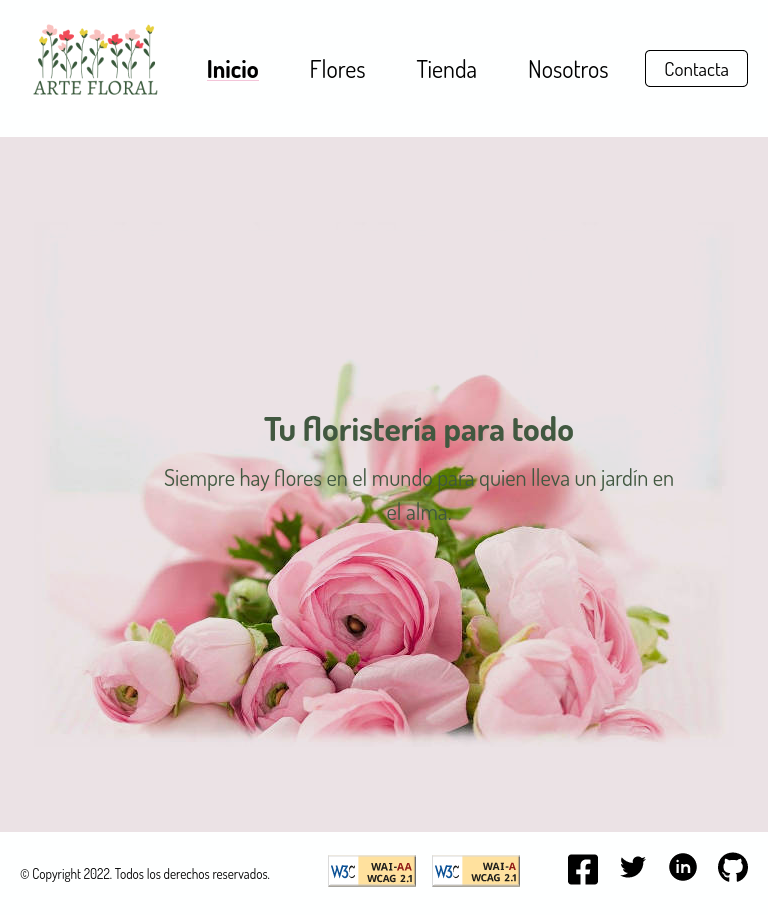 ARTE FLORAL
Inicio
Flores
Tienda
Nosotros
Contacta
Tu floristería para todo
Siempre hay flores en el mundo para quien lleva un jardín en
el alma.
© Copyright 2022. Todos los derechos reservados.
W3C WAI-AA
WCAG 2.1
W3C WAI-A
WCAG 2.1
in